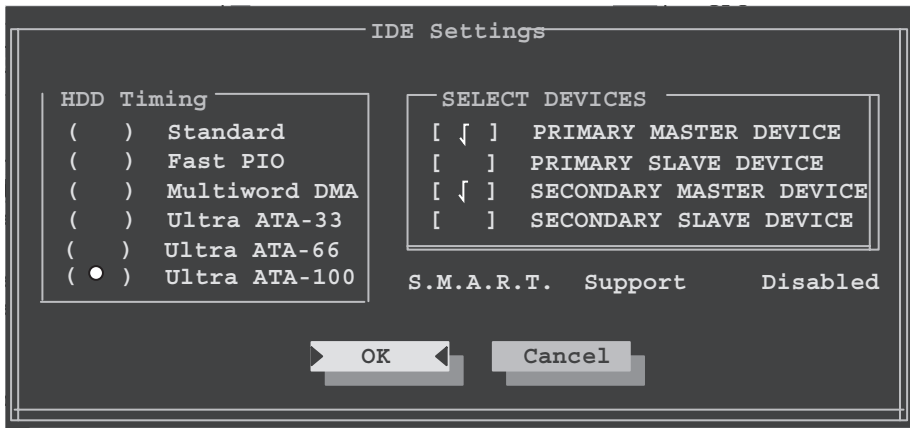 IDE Settings
HDD Timing
( ) Standard
( ) Fast PIO
( ) Multiword DMA
( ) Ultra ATA-33
( ) Ultra ATA-66
( • ) Ultra ATA-100
SELECT DEVICES
[ √ ] PRIMARY MASTER DEVICE
[ ] PRIMARY SLAVE DEVICE
[ √ ] SECONDARY MASTER DEVICE
[ ] SECONDARY SLAVE DEVICE
S.M.A.R.T. Support Disabled
OK
Cancel